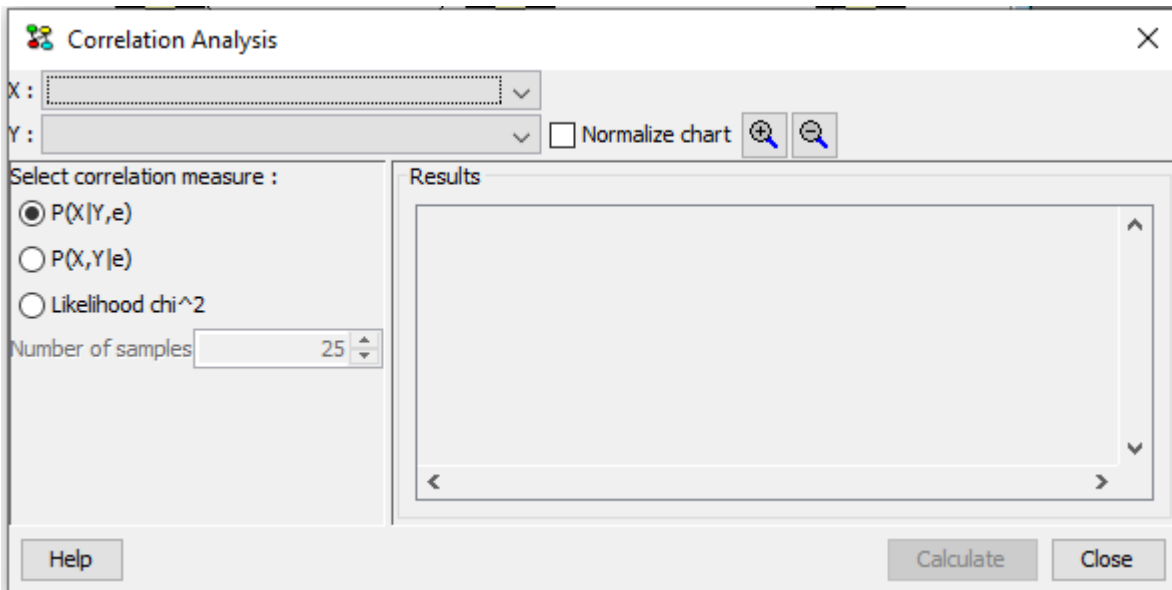 Correlation Analysis
X :
Y :
Normalize chart
Select correlation measure :
P(X|Y,e)
P(X,Y|e)
Likelihood chi^2
Number of samples 25
Results
Help
Calculate
Close